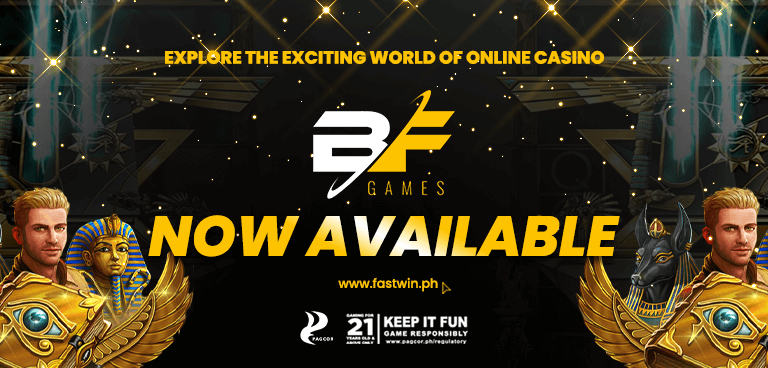 EXPLORE THE EXCITING WORLD OF ONLINE CASINO
BF
GAMES
NOW AVAILABLE
www.fastwin.ph
PAGCOR
GAMING FOR
21
YEARS OLD &
ABOVE ONLY
KEEP IT FUN
GAME RESPONSIBLY
www.pagcor.ph/regulatory